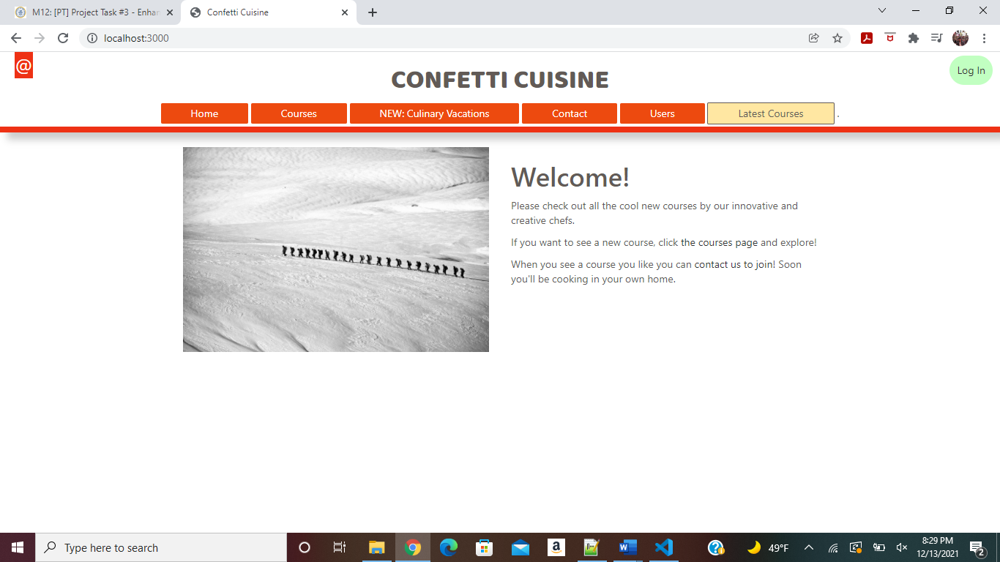 M12: [PT] Project Task #3 - Enhan
Confetti Cuisine
localhost:3000
@
Log In
CONFETTI CUISINE
Home Courses NEW: Culinary Vacations Contact Users Latest Courses .
Welcome!
Please check out all the cool new courses by our innovative and
creative chefs.
If you want to see a new course, click the courses page and explore!
When you see a course you like you can contact us to join! Soon
you'll be cooking in your own home.
Type here to search
49°F
8:29 PM
12/13/2021
2